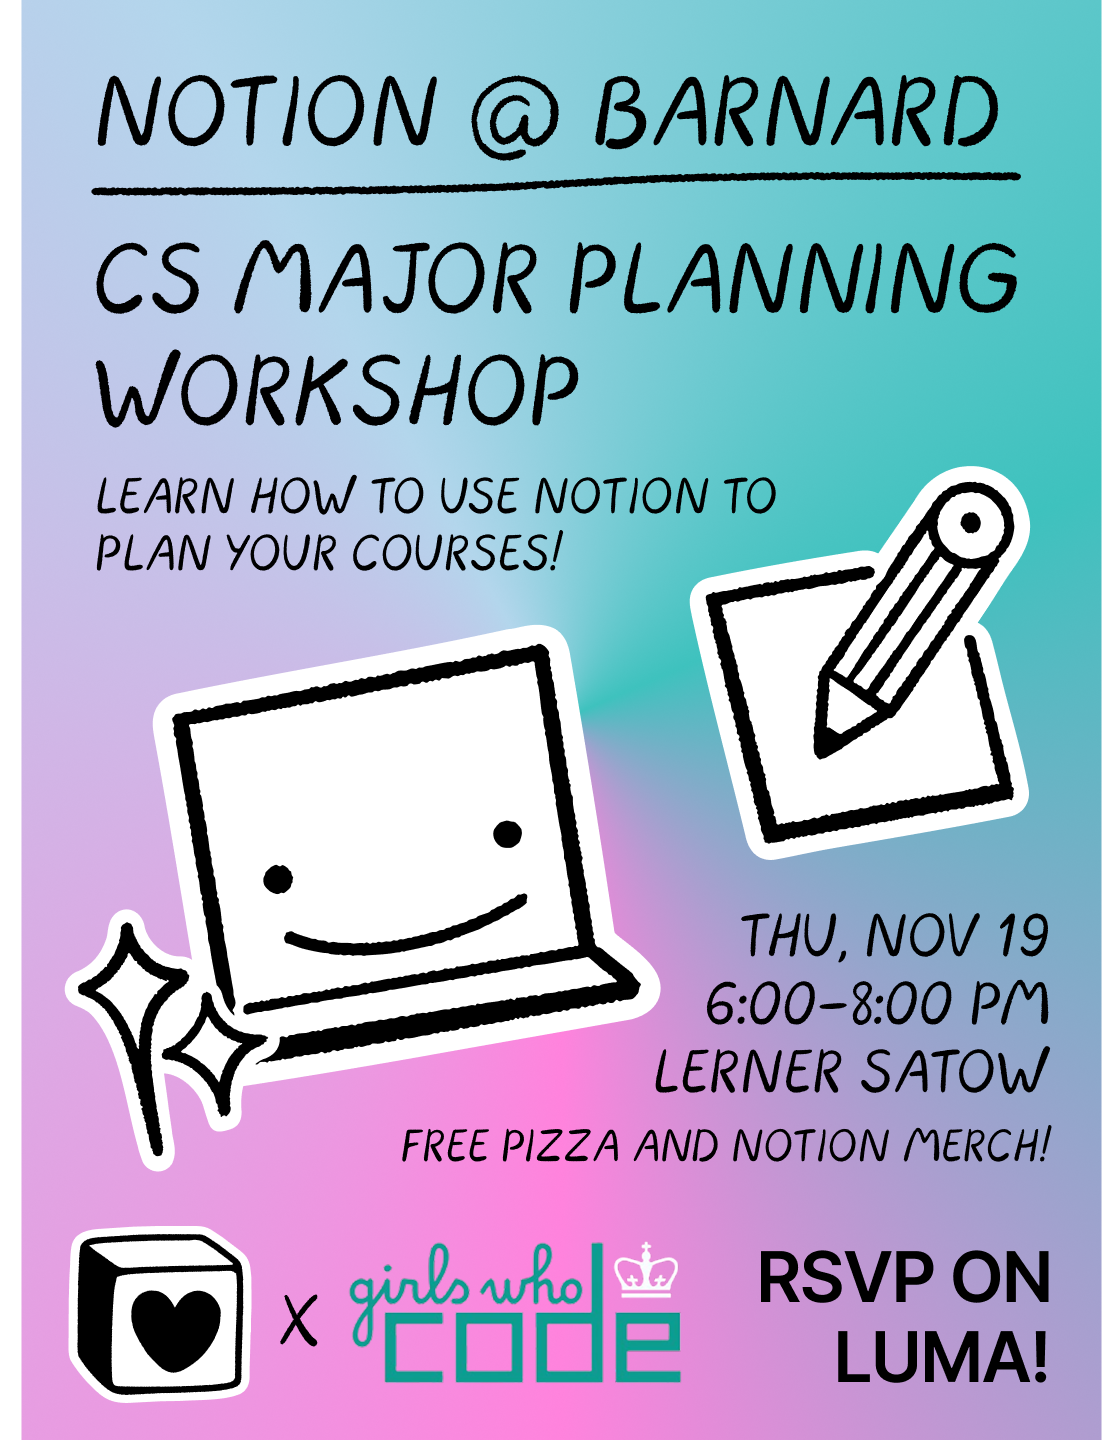 NOTION @ BARNARD
CS MAJOR PLANNING
WORKSHOP
LEARN HOW TO USE NOTION TO
PLAN YOUR COURSES!
THU, NOV 19
6:00-8:00 PM
LERNER SATOW
FREE PIZZA AND NOTION MERCH!
X
girls who
code
RSVP ON
LUMA!